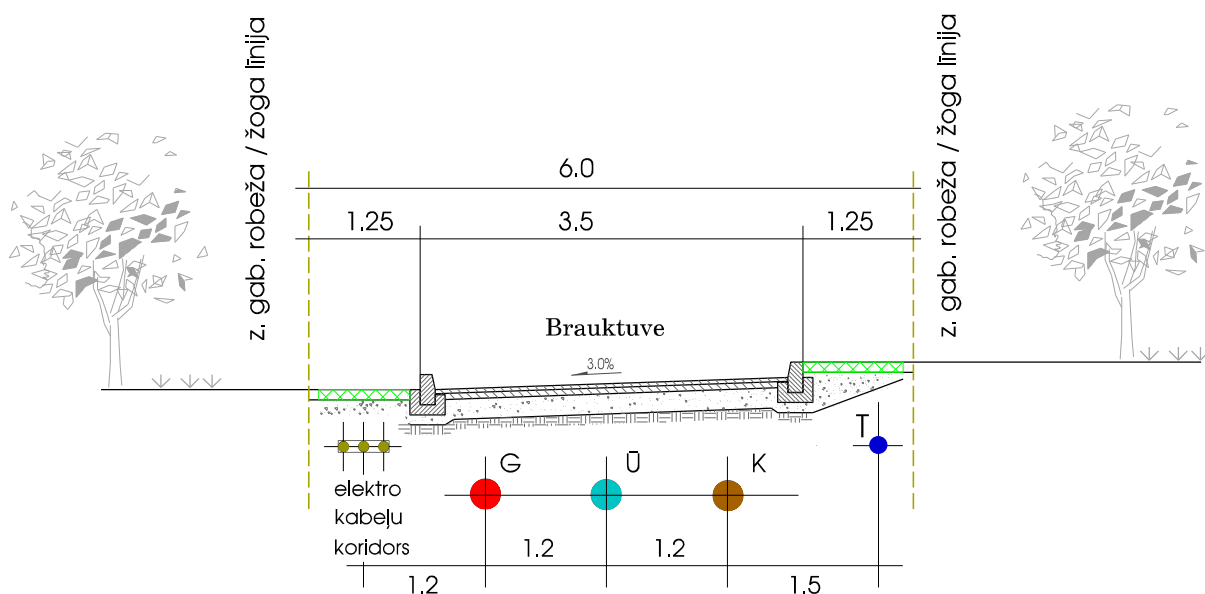 z. gab. robeža / žoga līnija
z. gab. robeža / žoga līnija
6.0
1.25 3.5 1.25
Brauktuve
3.0%
T
G Ū K
elektro
kabeļu
koridors
1.2 1.2
1.2 1.5